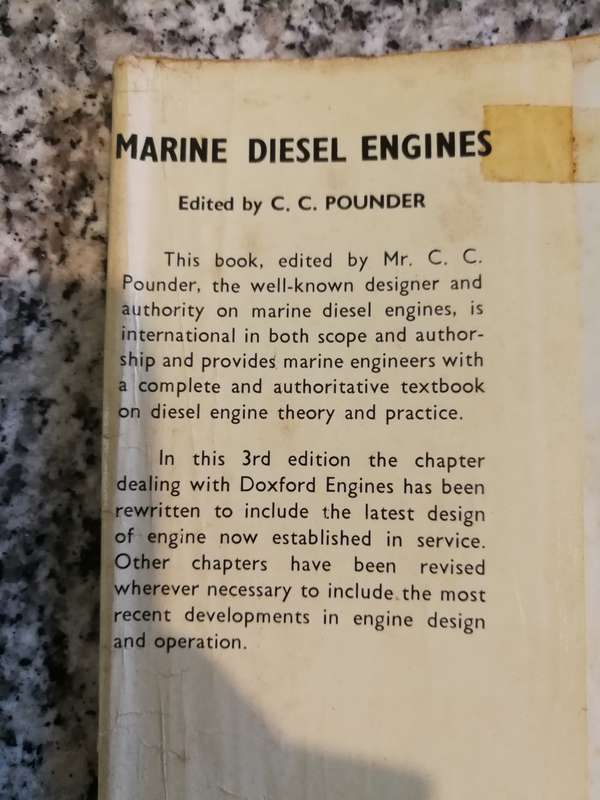 MARINE DIESEL ENGINES
Edited by C. C. POUNDER
This book, edited by Mr. C. C.
Pounder, the well-known designer and
authority on marine diesel engines, is
international in both scope and author-
ship and provides marine engineers with
a complete and authoritative textbook
on diesel engine theory and practice.
In this 3rd edition the chapter
dealing with Doxford Engines has been
rewritten to include the latest design
of engine now established in service.
Other chapters have been revised
wherever necessary to include the most
recent developments in engine design
and operation.